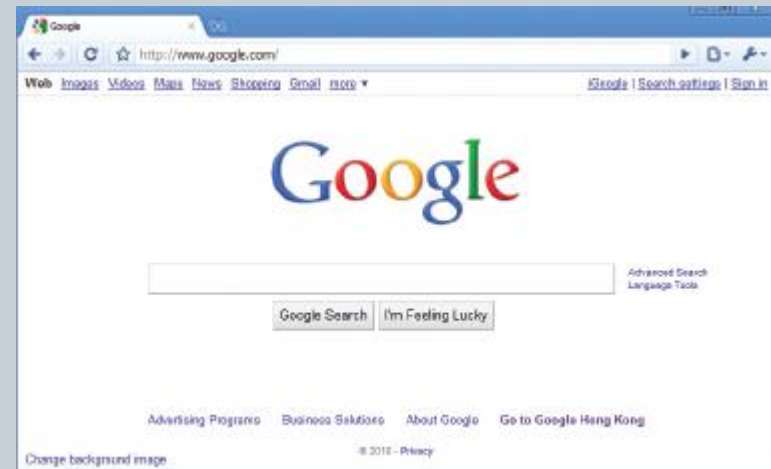 Google
http://www.google.com/
Web Images Videos Maps News Shopping Gmail more ▼
iGoogle | Search settings | Sign in
Google
Advanced Search
Language Tools
Google Search I'm Feeling Lucky
Advertising Programs Business Solutions About Google Go to Google Hong Kong
© 2010 - Privacy
Change background image